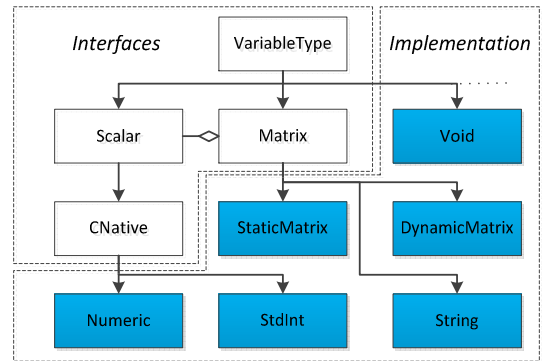 Interfaces
VariableType
Implementation
Scalar
Matrix
Void
CNative
StaticMatrix
DynamicMatrix
Numeric
StdInt
String